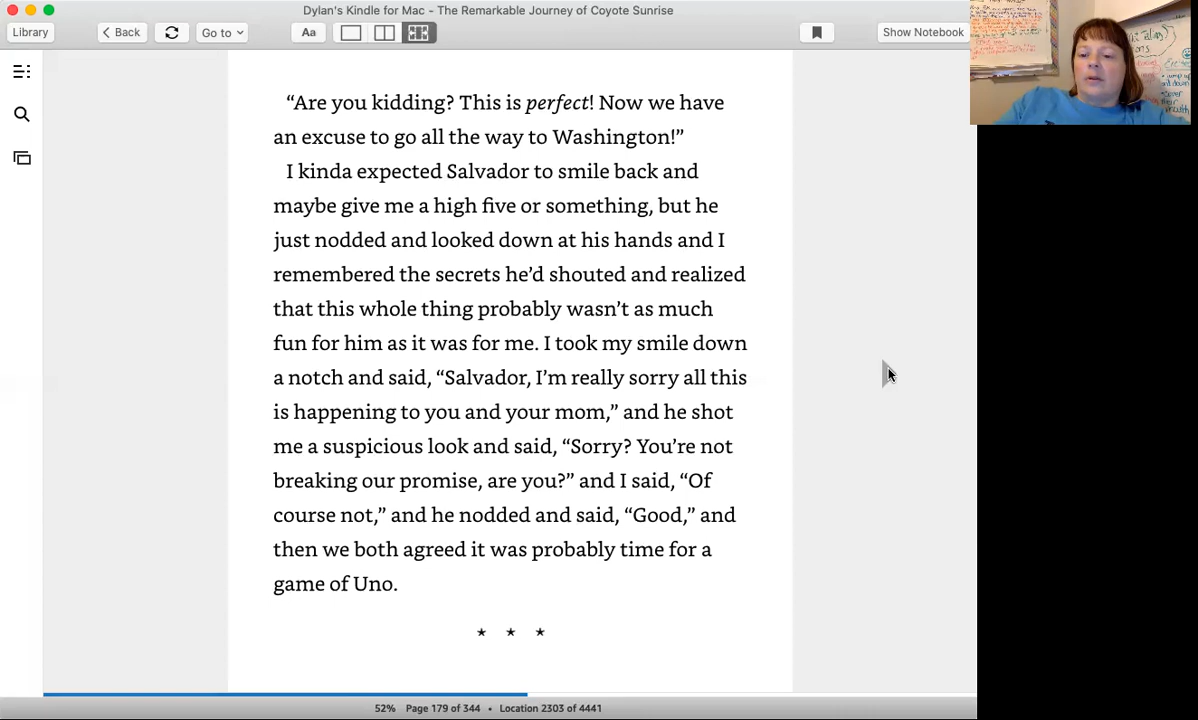 Dylan's Kindle for Mac - The Remarkable Journey of Coyote Sunrise
Library
Back
Go to
Aa
Show Notebook
“Are you kidding? This is perfect! Now we have
an excuse to go all the way to Washington!”
I kinda expected Salvador to smile back and
maybe give me a high five or something, but he
just nodded and looked down at his hands and I
remembered the secrets he’d shouted and realized
that this whole thing probably wasn’t as much
fun for him as it was for me. I took my smile down
a notch and said, “Salvador, I’m really sorry all this
is happening to you and your mom,” and he shot
me a suspicious look and said, “Sorry? You’re not
breaking our promise, are you?” and I said, “Of
course not,” and he nodded and said, “Good,” and
then we both agreed it was probably time for a
game of Uno.
* * *
52% Page 179 of 344 • Location 2303 of 4441